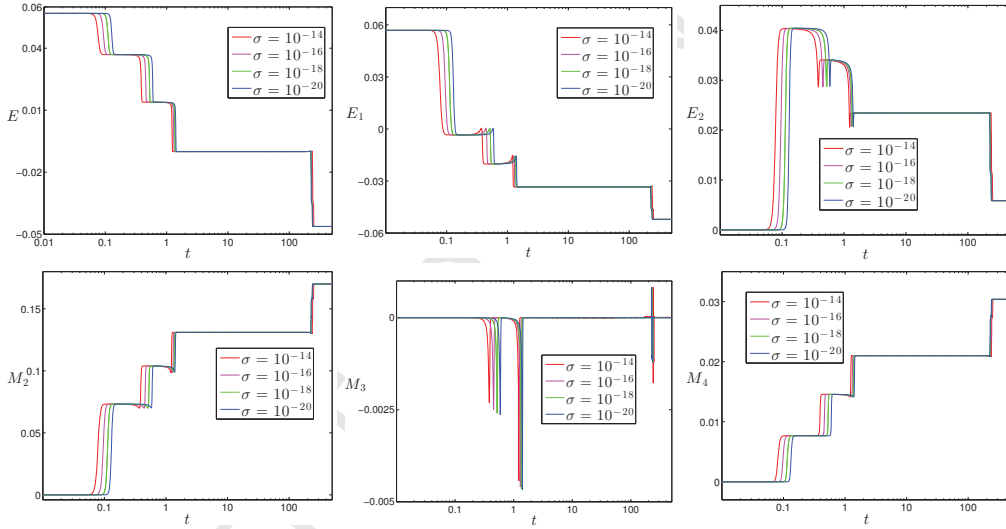 0.06
0.04
0.01
−0.02
−0.05
E
0.01
0.1
1
10
100
t
σ = 10⁻¹⁴
σ = 10⁻¹⁶
σ = 10⁻¹⁸
σ = 10⁻²⁰
0.06
0.03
0
−0.03
−0.06
E₁
0.1
1
10
100
t
σ = 10⁻¹⁴
σ = 10⁻¹⁶
σ = 10⁻¹⁸
σ = 10⁻²⁰
0.04
0.03
0.02
0.01
0
E₂
0.1
1
10
100
t
σ = 10⁻¹⁴
σ = 10⁻¹⁶
σ = 10⁻¹⁸
σ = 10⁻²⁰
0.15
0.1
0.05
0
M₂
0.1
1
10
100
t
σ = 10⁻¹⁴
σ = 10⁻¹⁶
σ = 10⁻¹⁸
σ = 10⁻²⁰
0
−0.0025
−0.005
M₃
0.1
1
10
100
t
σ = 10⁻¹⁴
σ = 10⁻¹⁶
σ = 10⁻¹⁸
σ = 10⁻²⁰
0.03
0.02
0.01
0
M₄
0.1
1
10
100
t
σ = 10⁻¹⁴
σ = 10⁻¹⁶
σ = 10⁻¹⁸
σ = 10⁻²⁰